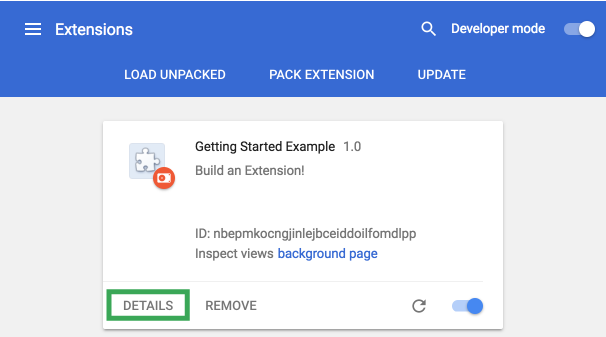 Extensions
Developer mode
LOAD UNPACKED PACK EXTENSION UPDATE
Getting Started Example 1.0
Build an Extension!
ID: nbepmkocngjinlejbceiddoilfomdlpp
Inspect views background page
DETAILS REMOVE